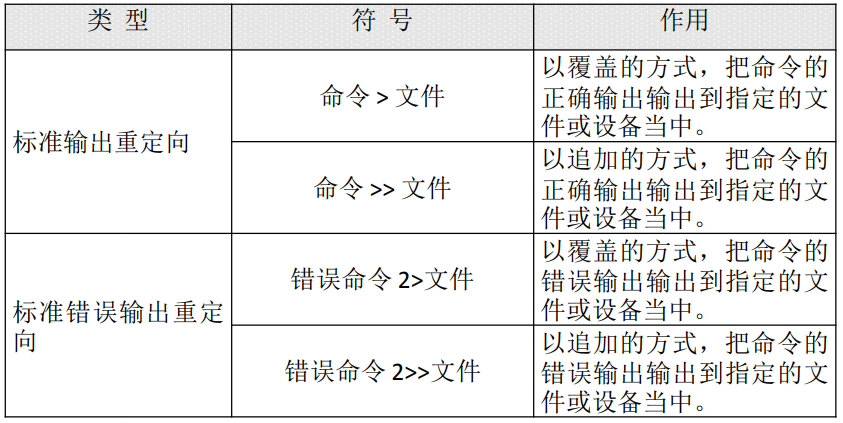 类 型 符 号 作用
标准输出重定向
命令 > 文件
以覆盖的方式，把命令的
正确输出输出到指定的文
件或设备当中。
命令 >> 文件
以追加的方式，把命令的
正确输出输出到指定的文
件或设备当中。
标准错误输出重定
向
错误命令 2>文件
以覆盖的方式，把命令的
错误输出输出到指定的文
件或设备当中。
错误命令 2>>文件
以追加的方式，把命令的
错误输出输出到指定的文
件或设备当中。